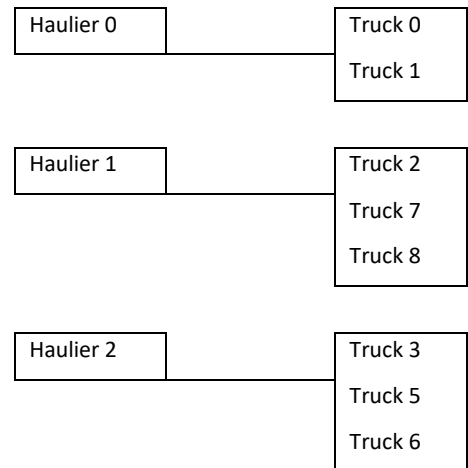 Haulier 0
Truck 0
Truck 1
Haulier 1
Truck 2
Truck 7
Truck 8
Haulier 2
Truck 3
Truck 5
Truck 6